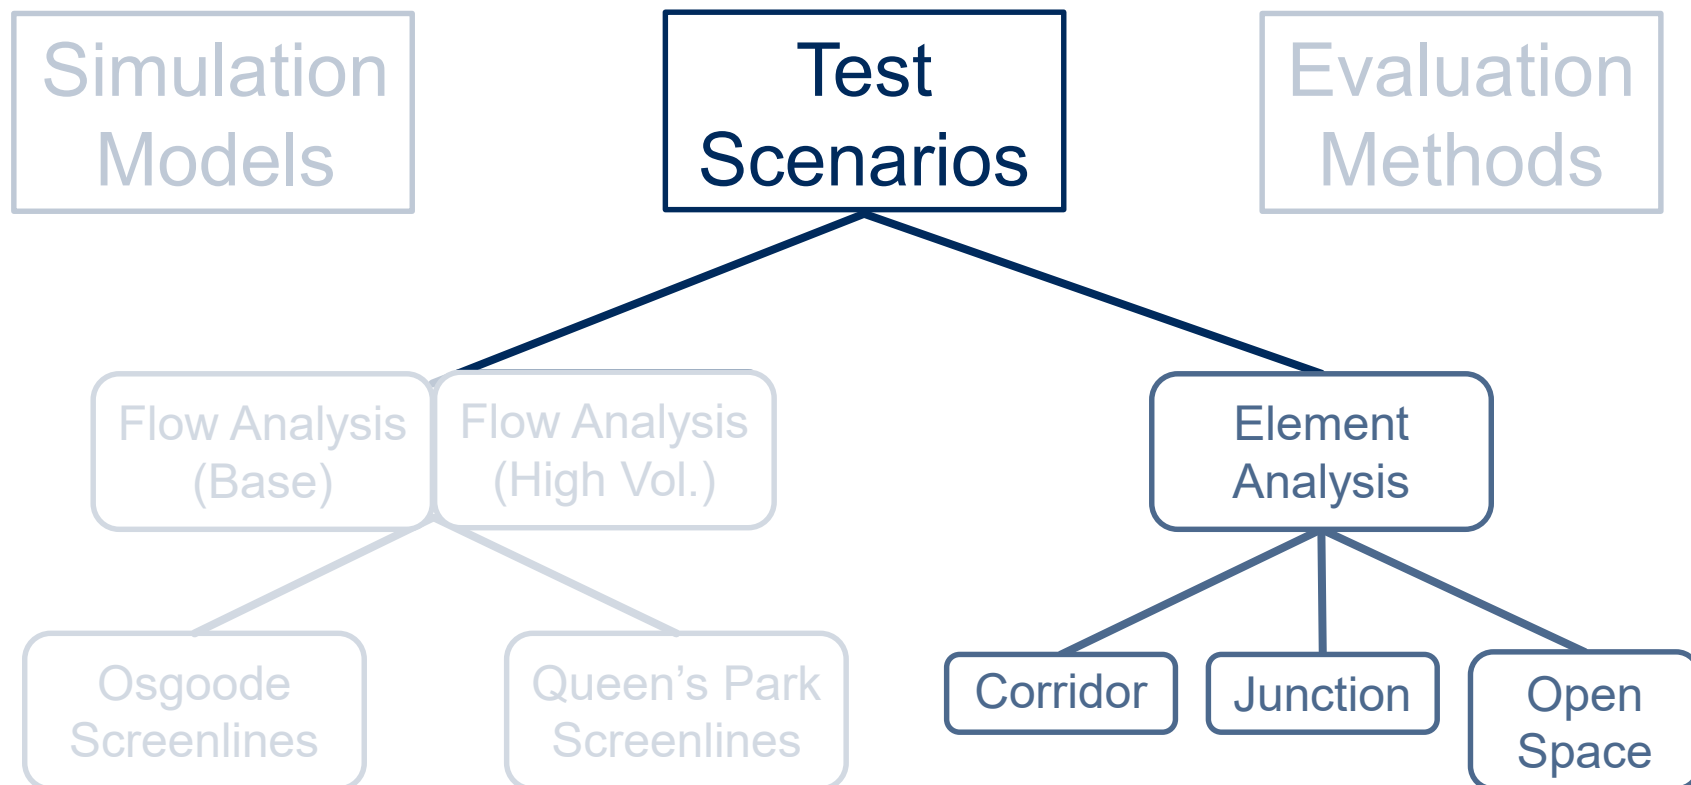 Simulation
Models
Test
Scenarios
Evaluation
Methods
Flow Analysis
(Base)
Flow Analysis
(High Vol.)
Element
Analysis
Osgoode
Screenlines
Queen’s Park
Screenlines
Corridor
Junction
Open
Space